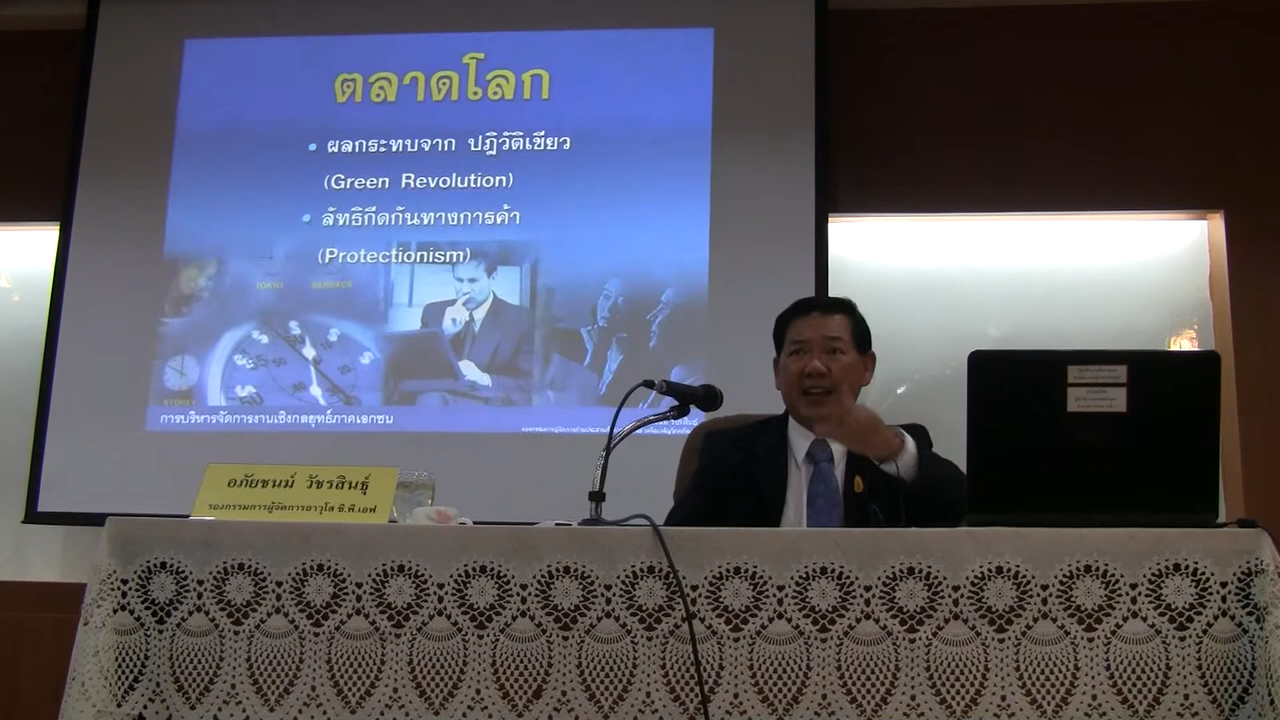 ตลาดโลก
• ผลกระทบจาก ปฎิวัติเขียว
(Green Revolution)
• ลัทธิกีดกันทางการค้า
(Protectionism)
TOKYO BANGKOK
SYDNEY
การบริหารจัดการงานเชิงกลยุทธ์ภาคเอกชน
อภัยชนม์ วัชรสินธุ์
รองกรรมการผู้จัดการอาวุโส ซี.พี.เอฟ